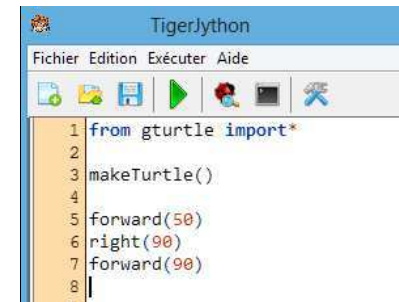 TigerJython
Fichier Edition Exécuter Aide
1 from gturtle import*
2
3 makeTurtle()
4
5 forward(50)
6 right(90)
7 forward(90)
8